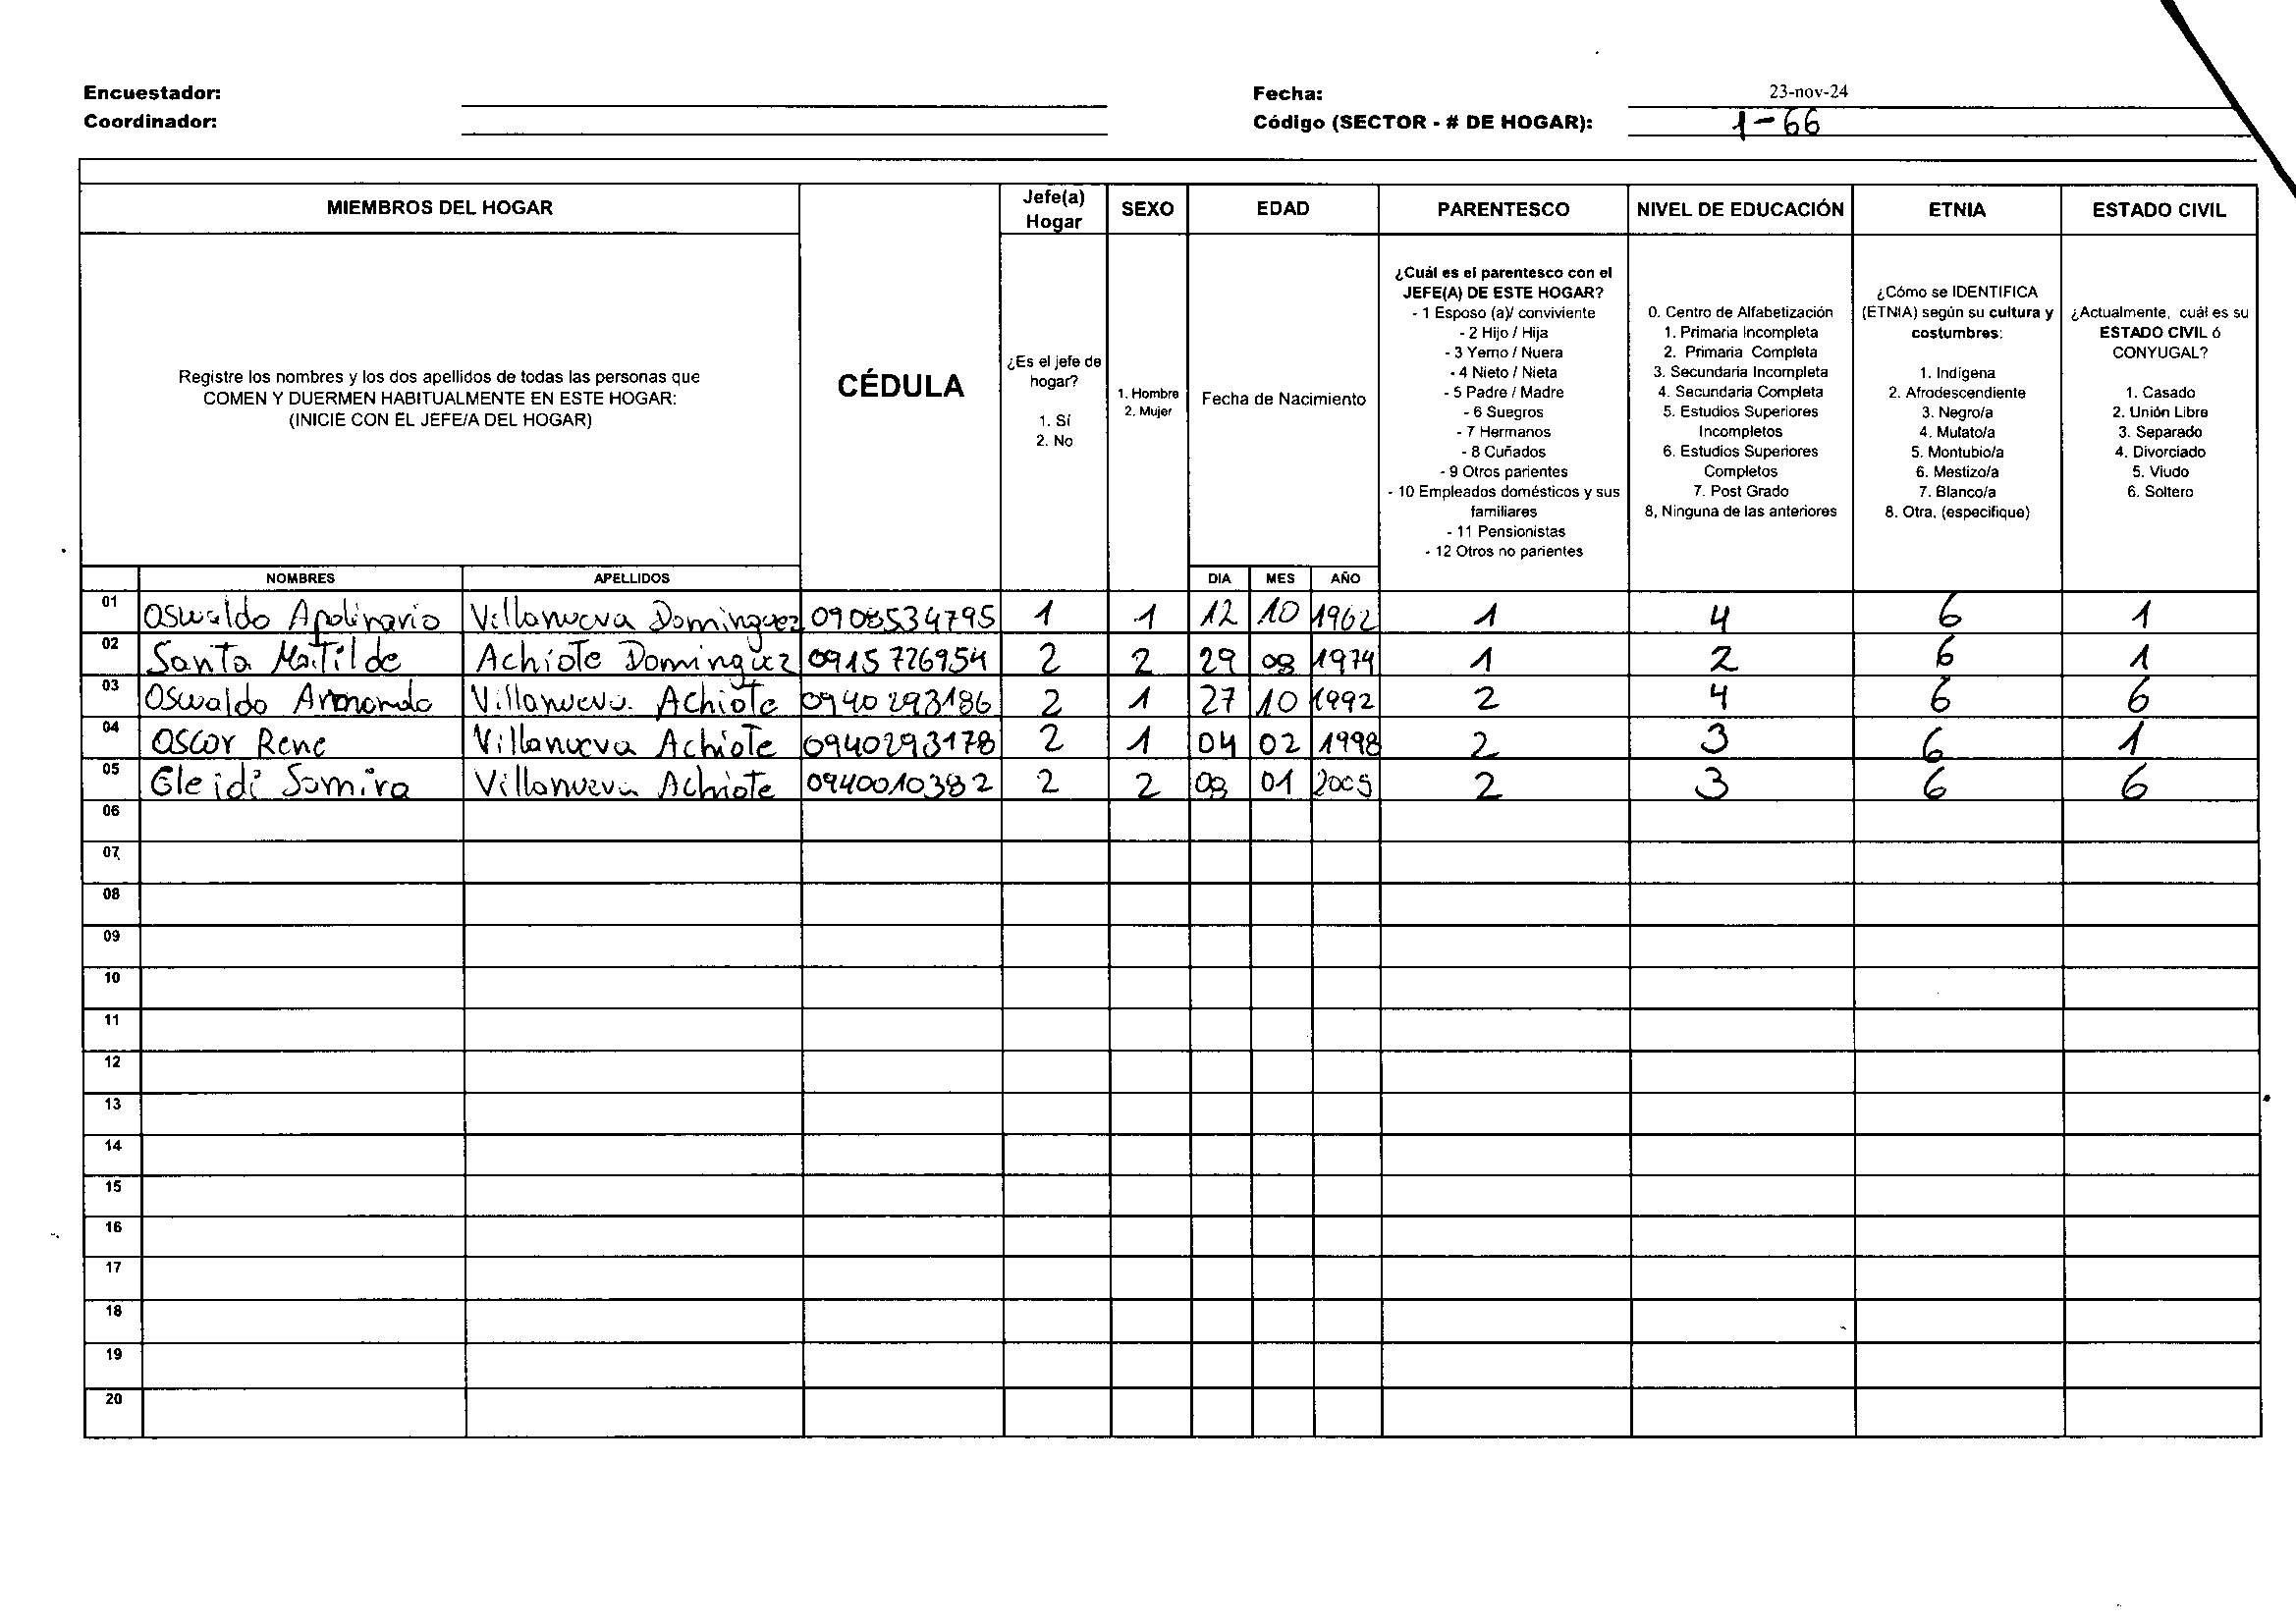 Encuestador:
Fecha: 23-nov-24
Coordinador:
Código (SECTOR - # DE HOGAR): 1-66
MIEMBROS DEL HOGAR
Registre los nombres y los dos apellidos de todas las personas que
COMEN Y DUERMEN HABITUALMENTE EN ESTE HOGAR:
(INICIE CON EL JEFE/A DEL HOGAR)
NOMBRES APELLIDOS
CÉDULA
Jefe(a)
Hogar
¿Es el jefe de
hogar?
1. Sí
2. No
SEXO
1. Hombre
2. Mujer
EDAD
Fecha de Nacimiento
DIA MES AÑO
PARENTESCO
¿Cuál es el parentesco con el
JEFE(A) DE ESTE HOGAR?
- 1 Esposo (a)/ conviviente
- 2 Hijo / Hija
- 3 Yerno / Nuera
- 4 Nieto / Nieta
- 5 Padre / Madre
- 6 Suegros
- 7 Hermanos
- 8 Cuñados
- 9 Otros parientes
- 10 Empleados domésticos y sus
familiares
- 11 Pensionistas
- 12 Otros no parientes
NIVEL DE EDUCACIÓN
0. Centro de Alfabetización
1. Primaria Incompleta
2. Primaria Completa
3. Secundaria Incompleta
4. Secundaria Completa
5. Estudios Superiores
Incompletos
6. Estudios Superiores
Completos
7. Post Grado
8, Ninguna de las anteriores
ETNIA
¿Cómo se IDENTIFICA
(ETNIA) según su cultura y
costumbres:
1. Indígena
2. Afrodescendiente
3. Negro/a
4. Mulato/a
5. Montubio/a
6. Mestizo/a
7. Blanco/a
8. Otra, (especifique)
ESTADO CIVIL
¿Actualmente, cuál es su
ESTADO CIVIL ó
CONYUGAL?
1. Casado
2. Unión Libre
3. Separado
4. Divorciado
5. Viudo
6. Soltero
01 Oswaldo Apolinario Villanueva Dominguez 0908534795 1 1 12 10 1962 1 4 6 1
02 Santa Matilde Achiote Dominguez 0915726954 2 2 29 08 1974 1 2 6 1
03 Oswaldo Armando Villanueva Achiote 0940293186 2 1 27 10 1992 2 4 6 6
04 Oscar Rene Villanueva Achiote 0940293178 2 1 04 02 1998 2 3 6 1
05 Gleidi Samira Villanueva Achiote 0940010382 2 2 08 01 2005 2 3 6 6
06
07
08
09
10
11
12
13
14
15
16
17
18
19
20